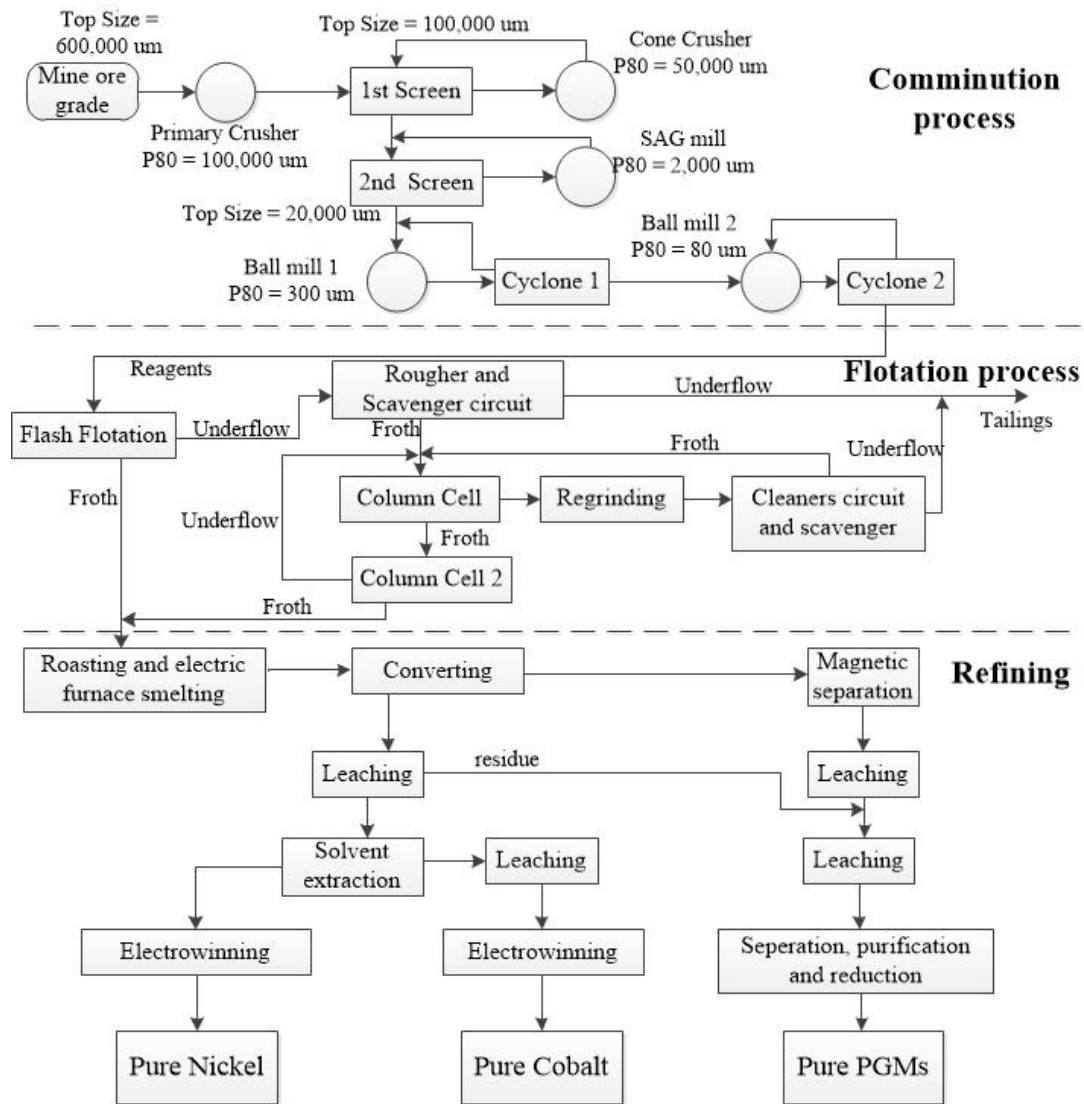 Top Size =
600,000 um
Mine ore
grade
Primary Crusher
P80 = 100,000 um
Top Size = 100,000 um
1st Screen
Cone Crusher
P80 = 50,000 um
Comminution
process
SAG mill
P80 = 2,000 um
2nd Screen
Top Size = 20,000 um
Ball mill 1
P80 = 300 um
Cyclone 1
Ball mill 2
P80 = 80 um
Cyclone 2
Reagents
Flash Flotation
Underflow
Rougher and
Scavenger circuit
Underflow
Flotation process
Tailings
Froth
Froth
Underflow
Froth
Column Cell
Regrinding
Cleaners circuit
and scavenger
Underflow
Froth
Column Cell 2
Froth
Roasting and electric
furnace smelting
Converting
Magnetic
separation
Refining
Leaching
residue
Leaching
Solvent
extraction
Leaching
Leaching
Electrowinning
Electrowinning
Seperation, purification
and reduction
Pure Nickel
Pure Cobalt
Pure PGMs